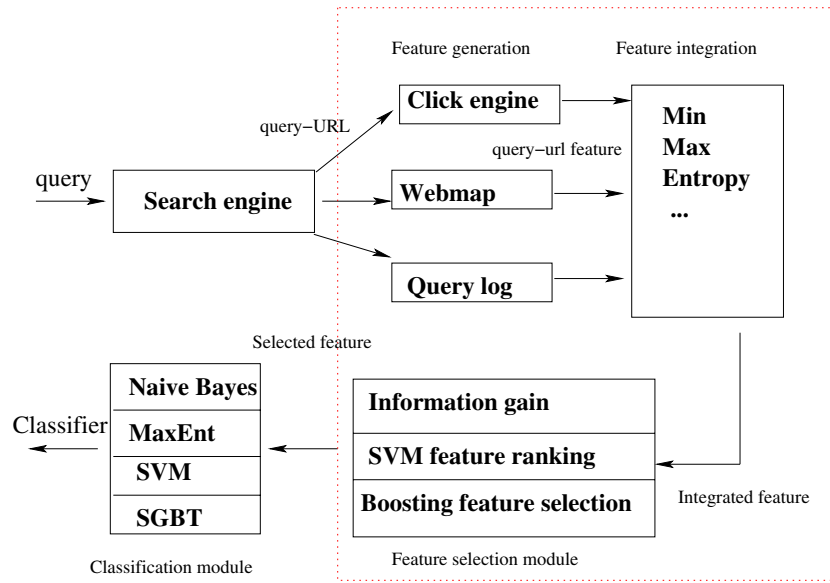 Feature generation
Feature integration
Click engine
query−URL
Min
Max
Entropy
...
query−url feature
query
Search engine
Webmap
Query log
Selected feature
Naive Bayes
MaxEnt
SVM
SGBT
Classifier
Information gain
SVM feature ranking
Boosting feature selection
Integrated feature
Classification module
Feature selection module